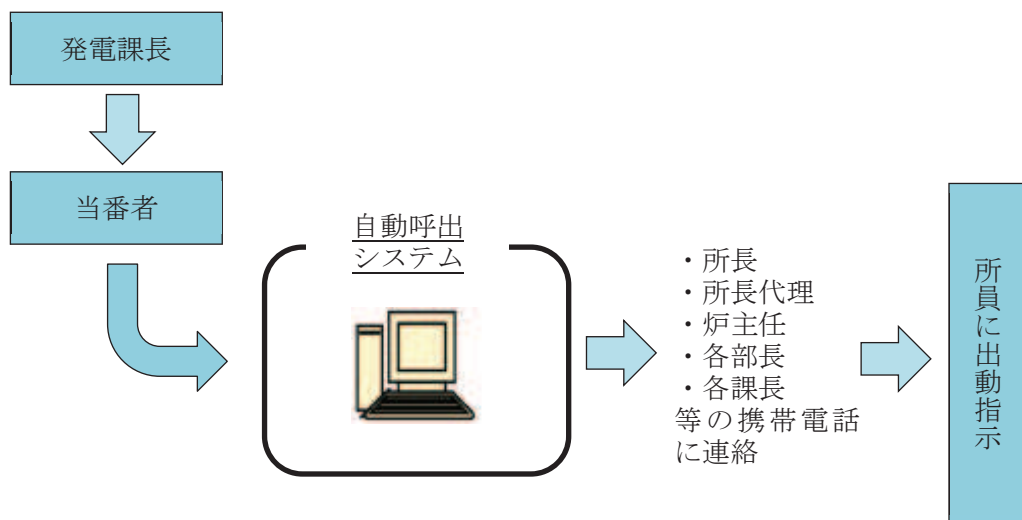 発電課長
当番者
自動呼出
システム
・所長
・所長代理
・炉主任
・各部長
・各課長
等の携帯電話
に連絡
所員に出動指示